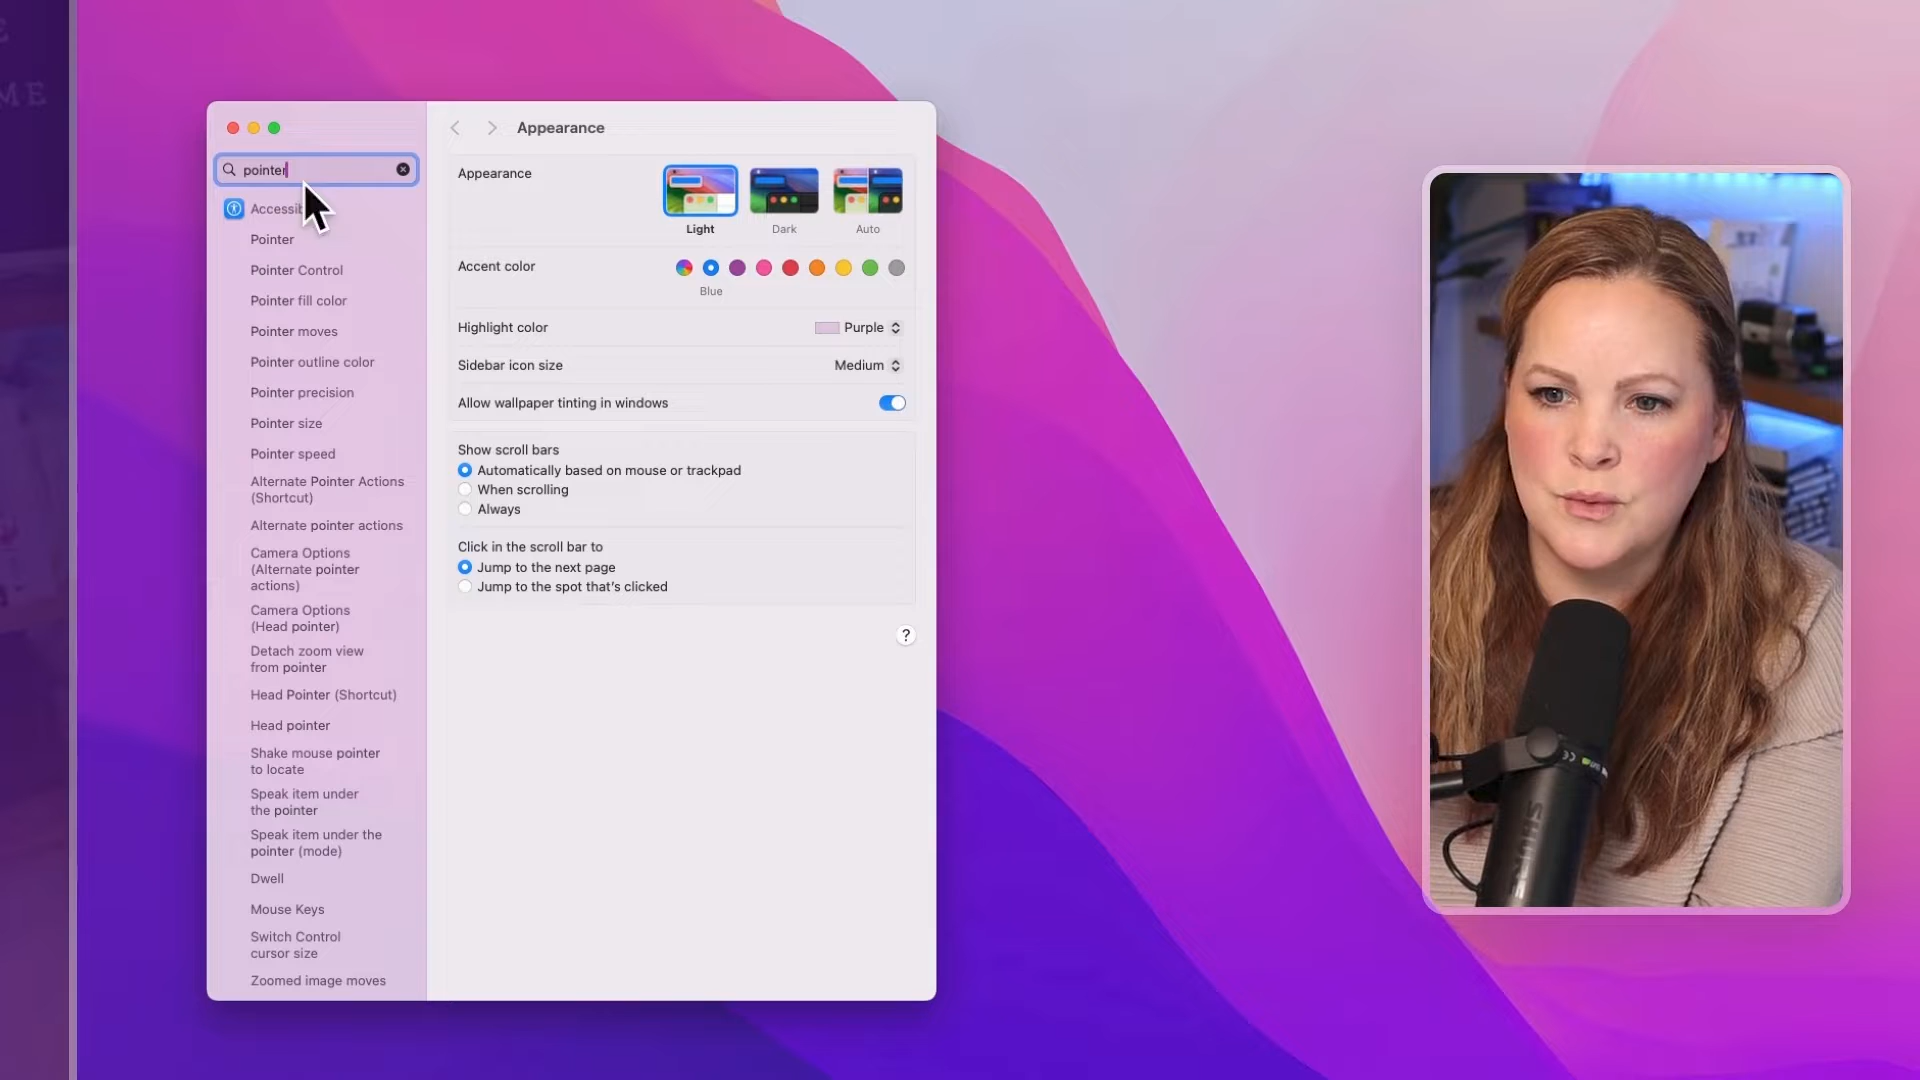 ME
Appearance
pointer
Accessib
Pointer
Pointer Control
Pointer fill color
Pointer moves
Pointer outline color
Pointer precision
Pointer size
Pointer speed
Alternate Pointer Actions
(Shortcut)
Alternate pointer actions
Camera Options
(Alternate pointer
actions)
Camera Options
(Head pointer)
Detach zoom view
from pointer
Head Pointer (Shortcut)
Head pointer
Shake mouse pointer
to locate
Speak item under
the pointer
Speak item under the
pointer (mode)
Dwell
Mouse Keys
Switch Control
cursor size
Zoomed image moves
Appearance
Light
Dark
Auto
Accent color
Blue
Highlight color
Purple
Sidebar icon size
Medium
Allow wallpaper tinting in windows
Show scroll bars
Automatically based on mouse or trackpad
When scrolling
Always
Click in the scroll bar to
Jump to the next page
Jump to the spot that's clicked
?
SHURE